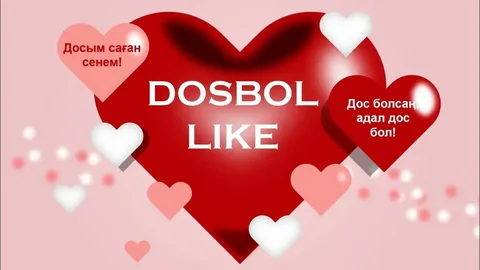 Досым саған
сенем!
DOSBOL
LIKE
Дос болсаң
адал дос
бол!